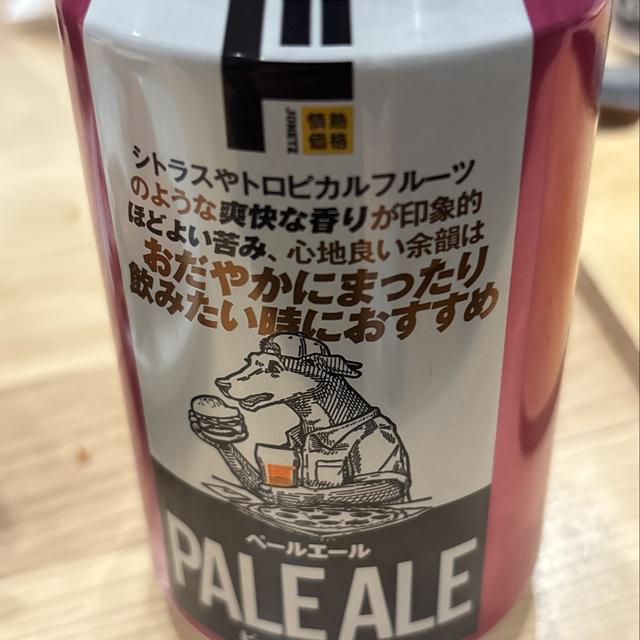 JONETZ
情熱
価格
シトラスやトロピカルフルーツ
のような爽快な香りが印象的
ほどよい苦み、心地良い余韻は
おだやかにまったり
飲みたい時におすすめ
ペールエール
PALE ALE